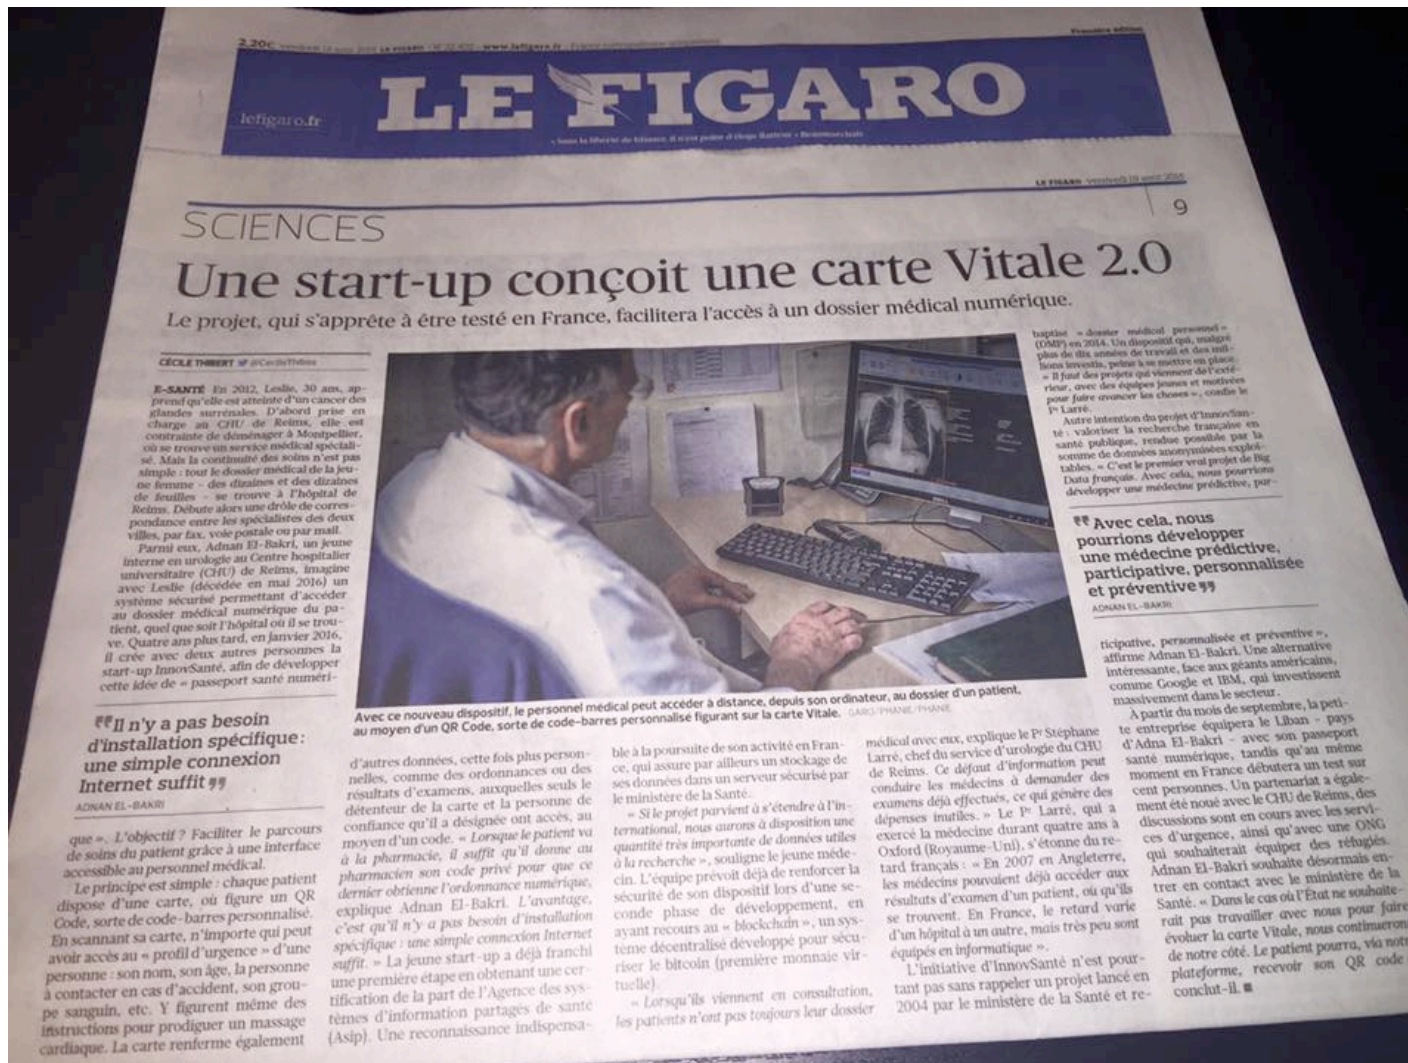 2,20€ vendredi 19 août 2016 LE FIGARO - N° 22 402 - www.lefigaro.fr -
Première édition
lefigaro.fr
LE FIGARO
« Sans la liberté de blâmer, il n'est point d'éloge flatteur » Beaumarchais
LE FIGARO vendredi 19 août 2016
9
SCIENCES
Une start-up conçoit une carte Vitale 2.0
Le projet, qui s'apprête à être testé en France, facilitera l'accès à un dossier médical numérique.
CÉCILE THIBERT @CecileThibert
E-SANTÉ En 2012, Leslie, 30 ans, ap-
prend qu'elle est atteinte d'un cancer des
glandes surrénales. D'abord prise en
charge au CHU de Reims, elle est
contrainte de déménager à Montpellier,
où se trouve un service médical spéciali-
sé. Mais la continuité des soins n'est pas
simple : tout le dossier médical de la jeu-
ne femme - des dizaines et des dizaines
de feuilles - se trouve à l'hôpital de
Reims. Débute alors une drôle de corres-
pondance entre les spécialistes des deux
villes, par fax, voie postale ou par mail.
Parmi eux, Adnan El-Bakri, un jeune
interne en urologie au Centre hospitalier
universitaire (CHU) de Reims, imagine
avec Leslie (décédée en mai 2016) un
système sécurisé permettant d'accéder
au dossier médical numérique du pa-
tient, quel que soit l'hôpital où il se trou-
ve. Quatre ans plus tard, en janvier 2016,
il crée avec deux autres personnes la
start-up InnovSanté, afin de développer
cette idée de « passeport santé numéri-
"Il n'y a pas besoin
d'installation spécifique :
une simple connexion
Internet suffit"
ADNAN EL-BAKRI
que ». L'objectif ? Faciliter le parcours
de soins du patient grâce à une interface
accessible au personnel médical.
Le principe est simple : chaque patient
dispose d'une carte, où figure un QR
Code, sorte de code-barres personnalisé.
En scannant sa carte, n'importe qui peut
avoir accès au « profil d'urgence » d'une
personne : son nom, son âge, la personne
à contacter en cas d'accident, son grou-
pe sanguin, etc. Y figurent même des
instructions pour prodiguer un massage
cardiaque. La carte renferme également
Avec ce nouveau dispositif, le personnel médical peut accéder à distance, depuis son ordinateur, au dossier d'un patient,
au moyen d'un QR Code, sorte de code-barres personnalisé figurant sur la carte Vitale. GARO/PHANIE/PHANIE
d'autres données, cette fois plus person-
nelles, comme des ordonnances ou des
résultats d'examens, auxquelles seuls le
détenteur de la carte et la personne de
confiance qu'il a désignée ont accès, au
moyen d'un code. « Lorsque le patient va
à la pharmacie, il suffit qu'il donne au
pharmacien son code privé pour que ce
dernier obtienne l'ordonnance numérique,
explique Adnan El-Bakri. L'avantage,
c'est qu'il n'y a pas besoin d'installation
spécifique : une simple connexion Internet
suffit. » La jeune start-up a déjà franchi
une première étape en obtenant une cer-
tification de la part de l'Agence des sys-
tèmes d'information partagés de santé
(Asip). Une reconnaissance indispensa-
ble à la poursuite de son activité en Fran-
ce, qui assure par ailleurs un stockage de
ses données dans un serveur sécurisé par
le ministère de la Santé.
« Si le projet parvient à s'étendre à l'in-
ternational, nous aurons à disposition une
quantité très importante de données utiles
à la recherche », souligne le jeune méde-
cin. L'équipe prévoit déjà de renforcer la
sécurité de son dispositif lors d'une se-
conde phase de développement, en
ayant recours au « blockchain », un sys-
tème décentralisé développé pour sécu-
riser le bitcoin (première monnaie vir-
tuelle).
« Lorsqu'ils viennent en consultation,
les patients n'ont pas toujours leur dossier
médical avec eux, explique le Pr Stéphane
Larré, chef du service d'urologie du CHU
de Reims. Ce défaut d'information peut
conduire les médecins à demander des
examens déjà effectués, ce qui génère des
dépenses inutiles. » Le Pr Larré, qui a
exercé la médecine durant quatre ans à
Oxford (Royaume-Uni), s'étonne du re-
tard français : « En 2007 en Angleterre,
les médecins pouvaient déjà accéder aux
résultats d'examen d'un patient, où qu'ils
se trouvent. En France, le retard varie
d'un hôpital à un autre, mais très peu sont
équipés en informatique ».
L'initiative d'InnovSanté n'est pour-
tant pas sans rappeler un projet lancé en
2004 par le ministère de la Santé et re-
baptisé « dossier médical personnel »
(DMP) en 2014. Un dispositif qui, malgré
plus de dix années de travail et des mil-
lions investis, peine à se mettre en place.
« Il faut des projets qui viennent de l'exté-
rieur, avec des équipes jeunes et motivées
pour faire avancer les choses », confie le
Pr Larré.
Autre intention du projet d'InnovSan-
té : valoriser la recherche française en
santé publique, rendue possible par la
somme de données anonymisées exploi-
tables. « C'est le premier vrai projet de Big
Data français. Avec cela, nous pourrions
développer une médecine prédictive, par-
"Avec cela, nous
pourrions développer
une médecine prédictive,
participative, personnalisée
et préventive"
ADNAN EL-BAKRI
ticipative, personnalisée et préventive »,
affirme Adnan El-Bakri. Une alternative
intéressante, face aux géants américains,
comme Google et IBM, qui investissent
massivement dans le secteur.
À partir du mois de septembre, la peti-
te entreprise équipera le Liban - pays
d'Adna El-Bakri - avec son passeport
santé numérique, tandis qu'au même
moment en France débutera un test sur
cent personnes. Un partenariat a égale-
ment été noué avec le CHU de Reims, des
discussions sont en cours avec les servi-
ces d'urgence, ainsi qu'avec une ONG
qui souhaiterait équiper des réfugiés.
Adnan El-Bakri souhaite désormais en-
trer en contact avec le ministère de la
Santé. « Dans le cas où l'État ne souhaite-
rait pas travailler avec nous pour faire
évoluer la carte Vitale, nous continuerons
de notre côté. Le patient pourra, via notre
plateforme, recevoir son QR code »,
conclut-il. ■